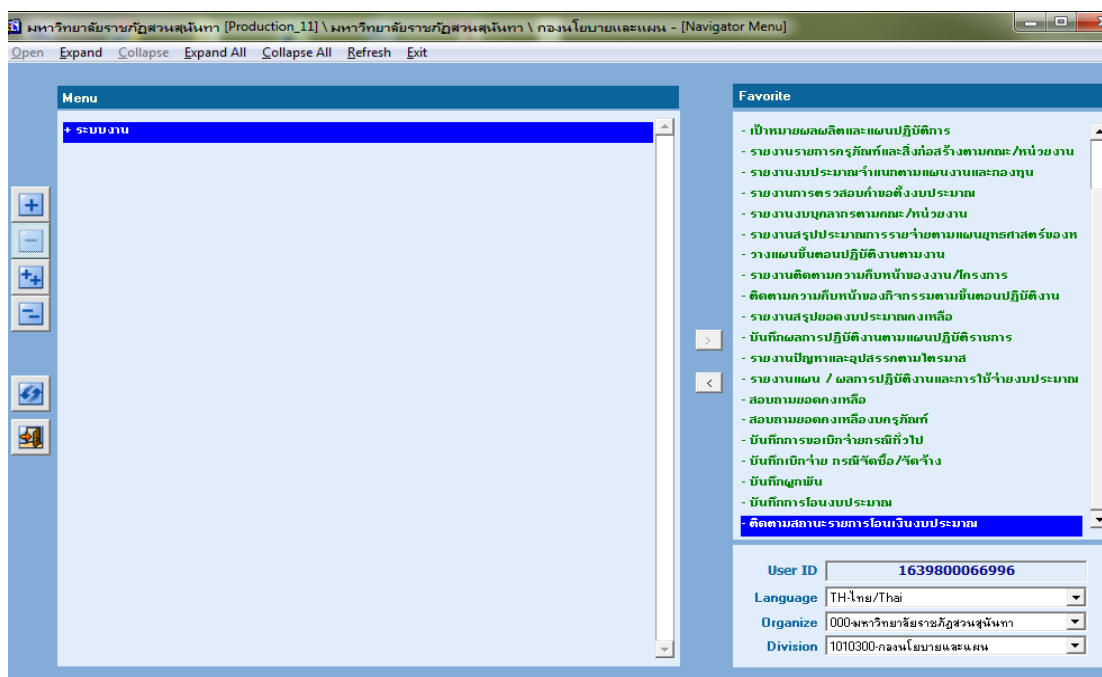 มหาวิทยาลัยราชภัฏสวนสุนันทา [Production_11] \ มหาวิทยาลัยราชภัฏสวนสุนันทา \ กองนโยบายและแผน - [Navigator Menu]
Open Expand Collapse Expand All Collapse All Refresh Exit
Menu
+ ระบบงาน
Favorite
- เป้าหมายผลผลิตและแผนปฏิบัติการ
- รายงานรายการครุภัณฑ์และสิ่งก่อสร้างตามคณะ/หน่วยงาน
- รายงานงบประมาณจำแนกตามแผนงานและกองทุน
- รายงานการตรวจสอบคำขอตั้งงบประมาณ
- รายงานงบบุคลากรตามคณะ/หน่วยงาน
- รายงานสรุปประมาณการรายจ่ายตามแผนยุทธศาสตร์ของห
- วางแผนขั้นตอนปฏิบัติงานตามงาน
- รายงานติดตามความคืบหน้าของงาน/โครงการ
- ติดตามความคืบหน้าของกิจกรรมตามขั้นตอนปฏิบัติงาน
- รายงานสรุปยอดงบประมาณคงเหลือ
- บันทึกผลการปฏิบัติงานตามแผนปฏิบัติราชการ
- รายงานปัญหาและอุปสรรคตามไตรมาส
- รายงานแผน / ผลการปฏิบัติงานและการใช้จ่ายงบประมาณ
- สอบถามยอดคงเหลือ
- สอบถามยอดคงเหลืองบครุภัณฑ์
- บันทึกการขอเบิกจ่ายกรณีทั่วไป
- บันทึกเบิกจ่าย กรณีจัดซื้อ/จัดจ้าง
- บันทึกผูกพัน
- บันทึกการโอนงบประมาณ
- ติดตามสถานะรายการโอนเงินงบประมาณ
User ID 1639800066996
Language TH-ไทย/Thai
Organize 000-มหาวิทยาลัยราชภัฏสวนสุนันทา
Division 1010300-กองนโยบายและแผน